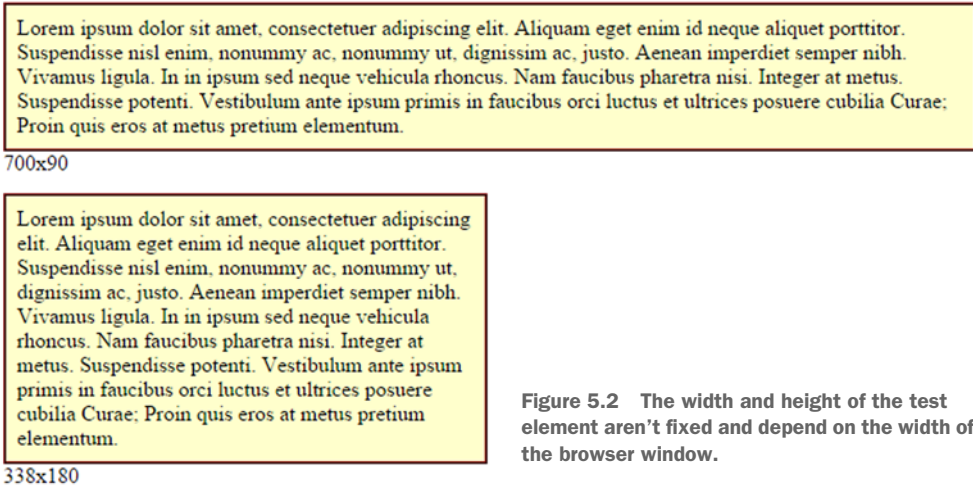 Lorem ipsum dolor sit amet, consectetuer adipiscing elit. Aliquam eget enim id neque aliquet porttitor.
Suspendisse nisl enim, nonummy ac, nonummy ut, dignissim ac, justo. Aenean imperdiet semper nibh.
Vivamus ligula. In in ipsum sed neque vehicula rhoncus. Nam faucibus pharetra nisi. Integer at metus.
Suspendisse potenti. Vestibulum ante ipsum primis in faucibus orci luctus et ultrices posuere cubilia Curae;
Proin quis eros at metus pretium elementum.
700x90
Lorem ipsum dolor sit amet, consectetuer adipiscing
elit. Aliquam eget enim id neque aliquet porttitor.
Suspendisse nisl enim, nonummy ac, nonummy ut,
dignissim ac, justo. Aenean imperdiet semper nibh.
Vivamus ligula. In in ipsum sed neque vehicula
rhoncus. Nam faucibus pharetra nisi. Integer at
metus. Suspendisse potenti. Vestibulum ante ipsum
primis in faucibus orci luctus et ultrices posuere
cubilia Curae; Proin quis eros at metus pretium
elementum.
338x180
Figure 5.2 The width and height of the test
element aren't fixed and depend on the width of
the browser window.